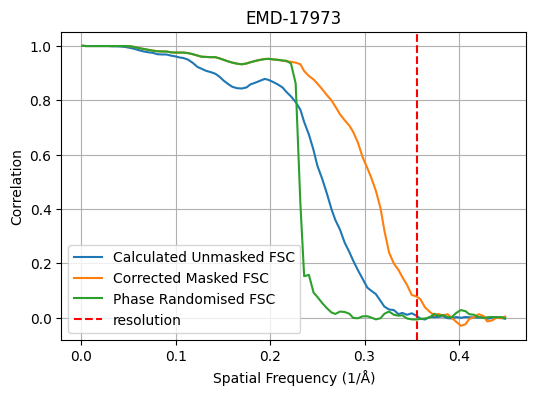 EMD-17973
1.0
0.8
0.6
0.4
0.2
0.0
Correlation
Calculated Unmasked FSC
Corrected Masked FSC
Phase Randomised FSC
resolution
0.0 0.1 0.2 0.3 0.4
Spatial Frequency (1/Å)